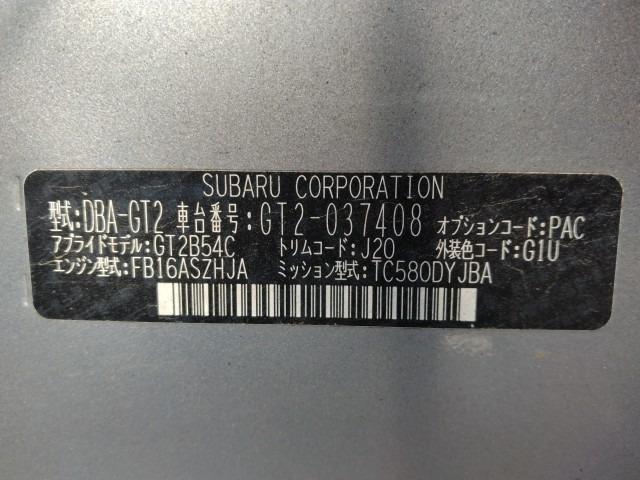 SUBARU CORPORATION
型式:DBA-GT2 車台番号:GT2-037408 オプションコード:PAC
アプライドモデル:GT2B54C トリムコード:J20 外装色コード:G1U
エンジン型式:FB16ASZHJA ミッション型式:TC580DYJBA